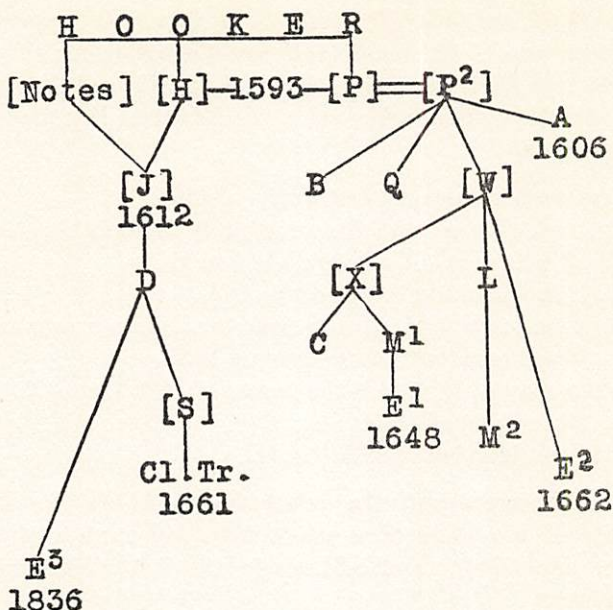 H O O K E R
[Notes] [H]—1593—[P]══[P²]
A
1606
B Q [W]
[J]
1612
D [X] L
C M¹
[S] E¹
1648 M²
Cl.Tr. E²
1661 1662
E³
1836